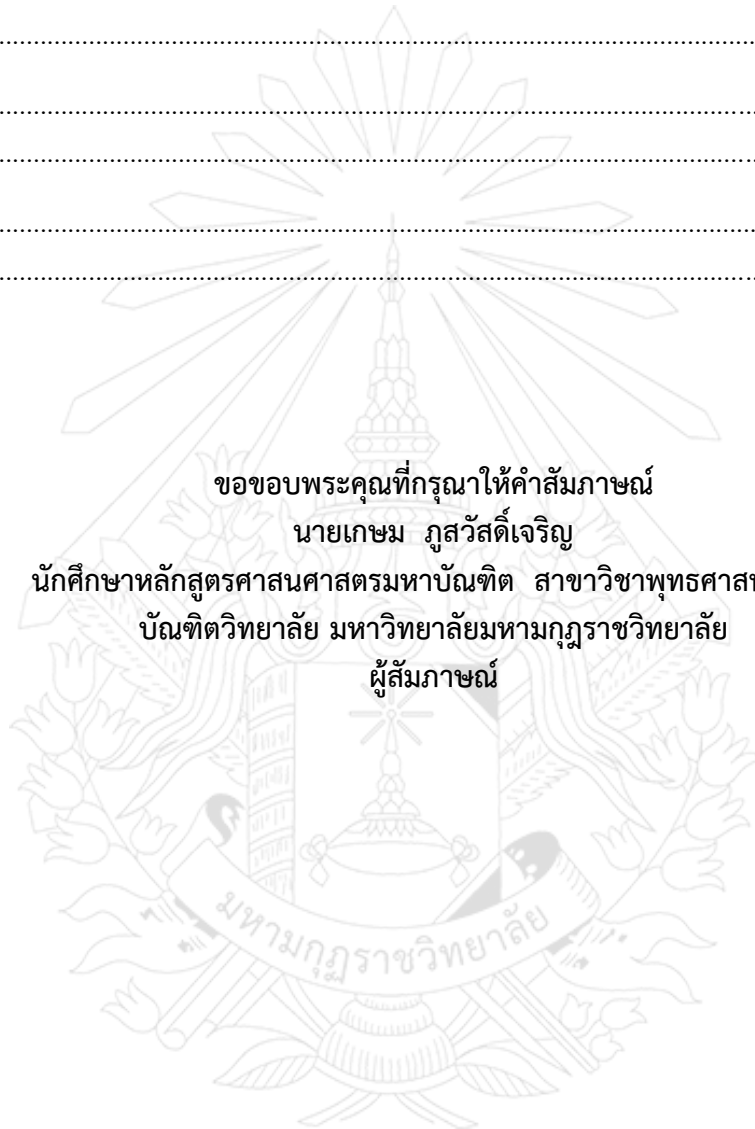 ................................................................................
................................................................................
................................................................................
................................................................................
................................................................................
ขอขอบพระคุณที่กรุณาให้คำสัมภาษณ์
นายเกษม ภูสวัสดิ์เจริญ
นักศึกษาหลักสูตรศาสนศาสตรมหาบัณฑิต สาขาวิชาพุทธศาส
บัณฑิตวิทยาลัย มหาวิทยาลัยมหามกุฏราชวิทยาลัย
ผู้สัมภาษณ์
มหามกุฏราชวิทยาลัย